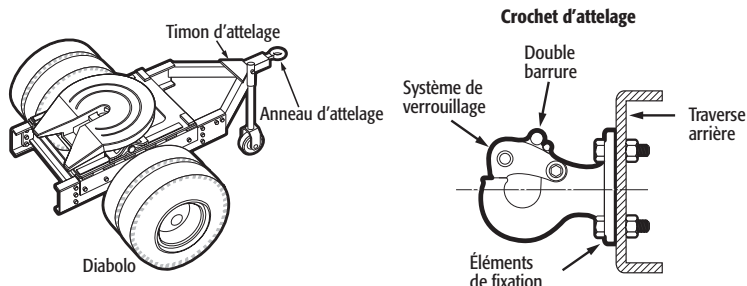 Timon d'attelage
Anneau d'attelage
Diabolo
Crochet d'attelage
Double
barrure
Système de
verrouillage
Traverse
arrière
Éléments
de fixation